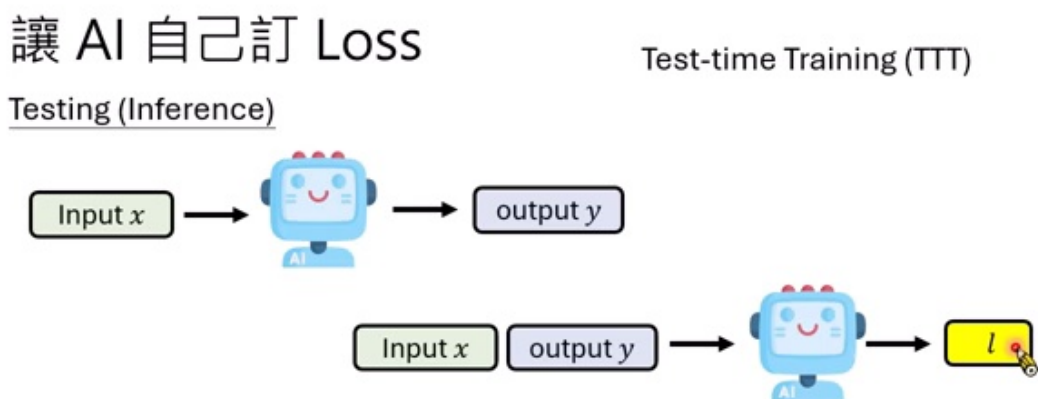 讓 AI 自己訂 Loss
Test-time Training (TTT)
Testing (Inference)
Input x
AI
output y
Input x
output y
AI
l